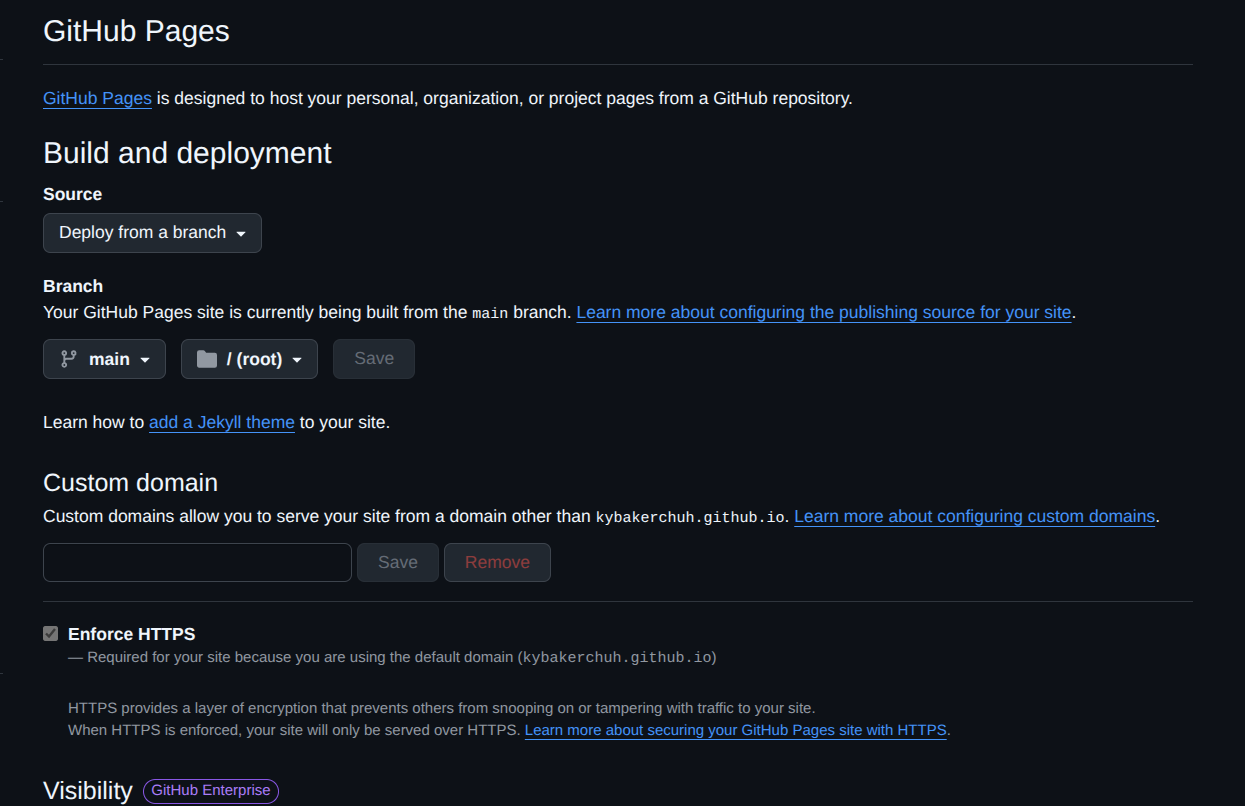 GitHub Pages
GitHub Pages is designed to host your personal, organization, or project pages from a GitHub repository.
Build and deployment
Source
Deploy from a branch
Branch
Your GitHub Pages site is currently being built from the main branch. Learn more about configuring the publishing source for your site.
main / (root) Save
Learn how to add a Jekyll theme to your site.
Custom domain
Custom domains allow you to serve your site from a domain other than kybakerchuh.github.io. Learn more about configuring custom domains.
Save Remove
Enforce HTTPS
— Required for your site because you are using the default domain (kybakerchuh.github.io)
HTTPS provides a layer of encryption that prevents others from snooping on or tampering with traffic to your site.
When HTTPS is enforced, your site will only be served over HTTPS. Learn more about securing your GitHub Pages site with HTTPS.
Visibility GitHub Enterprise